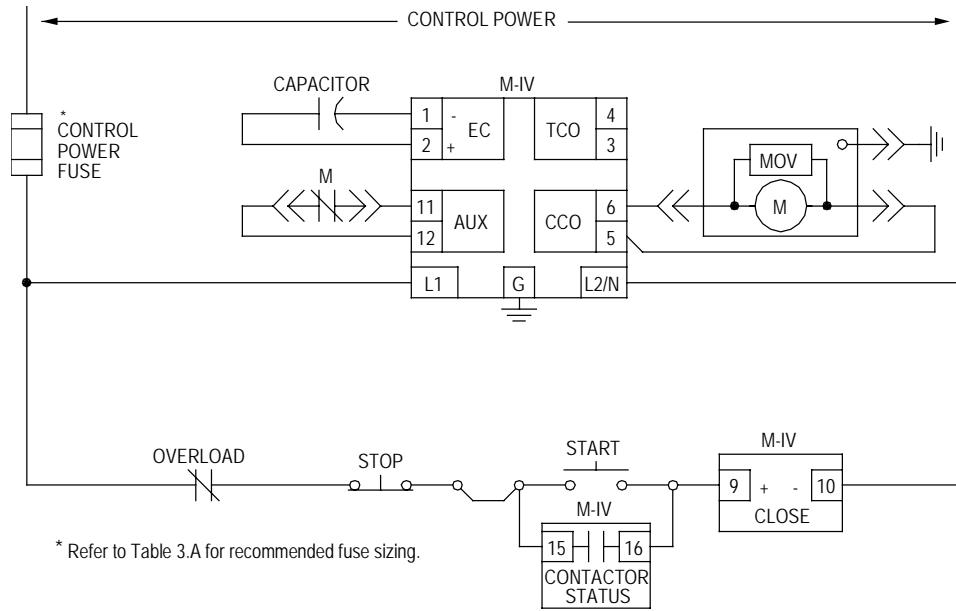 CONTROL POWER
*
CONTROL
POWER
FUSE
CAPACITOR
M-IV
1 -
2 +
EC
TCO
4
3
MOV
M
M
11
12
AUX
CCO
6
5
L1
G
L2/N
OVERLOAD
STOP
START
M-IV
9 + - 10
CLOSE
M-IV
15 16
CONTACTOR
STATUS
* Refer to Table 3.A for recommended fuse sizing.